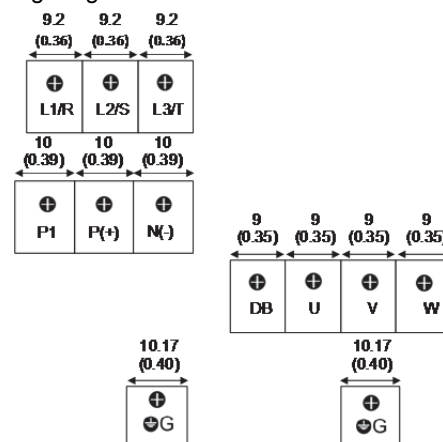 9.2 9.2 9.2
(0.36) (0.36) (0.36)
L1/R L2/S L3/T
10 10 10
(0.39) (0.39) (0.39)
P1 P(+) N(-)
9 9 9 9
(0.35) (0.35) (0.35) (0.35)
DB U V W
10.17 10.17
(0.40) (0.40)
G G